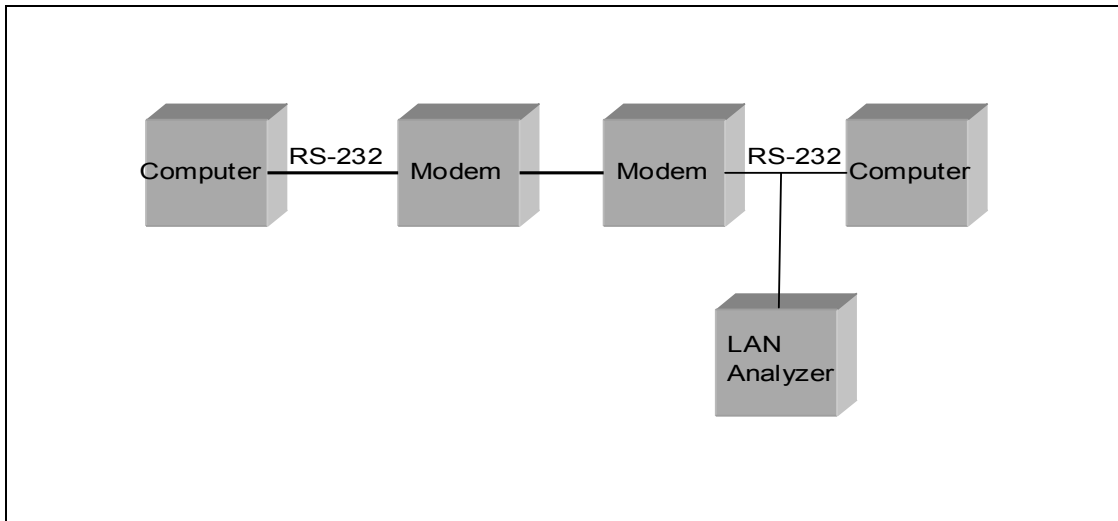 Computer
RS-232
Modem
Modem
RS-232
Computer
LAN
Analyzer